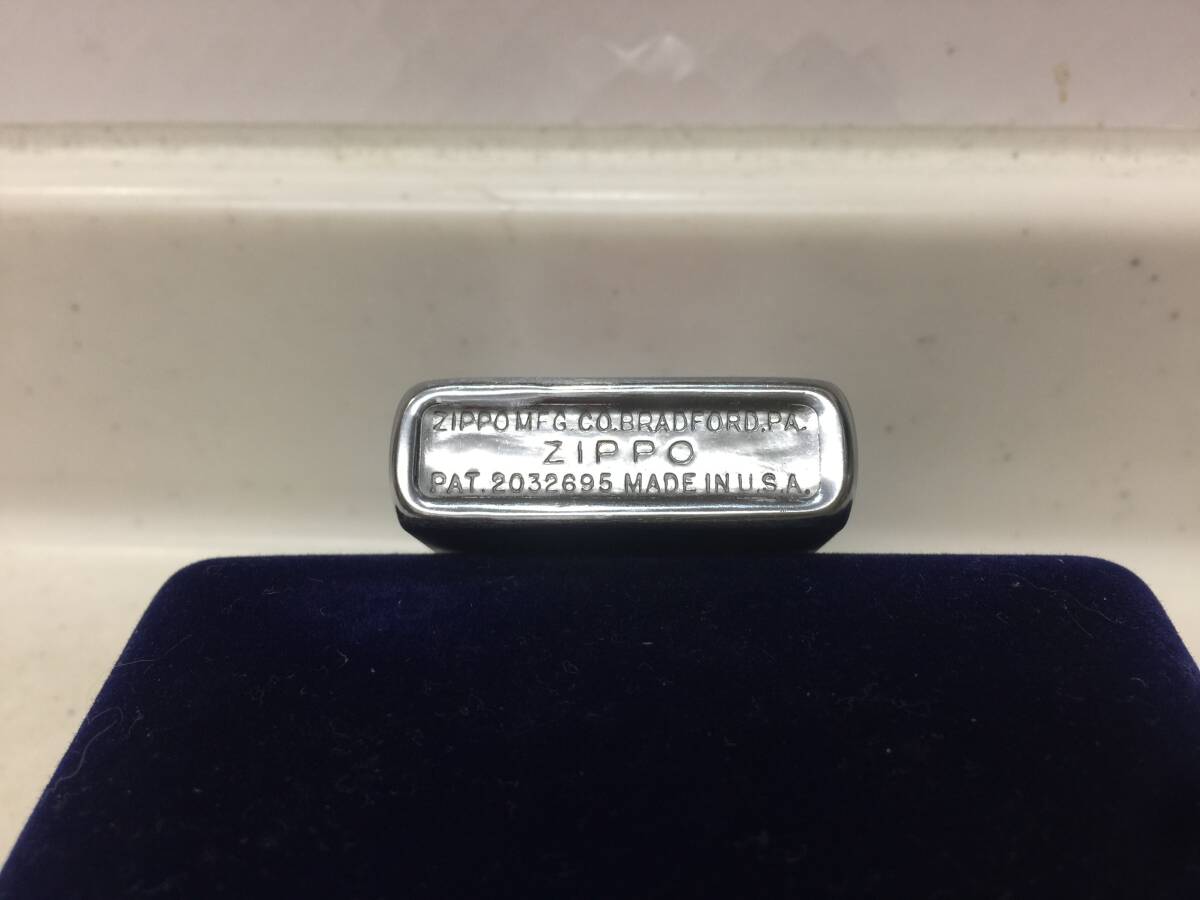 ZIPPO MFG. CO. BRADFORD, PA.
ZIPPO
PAT. 2032695 MADE IN U.S.A.